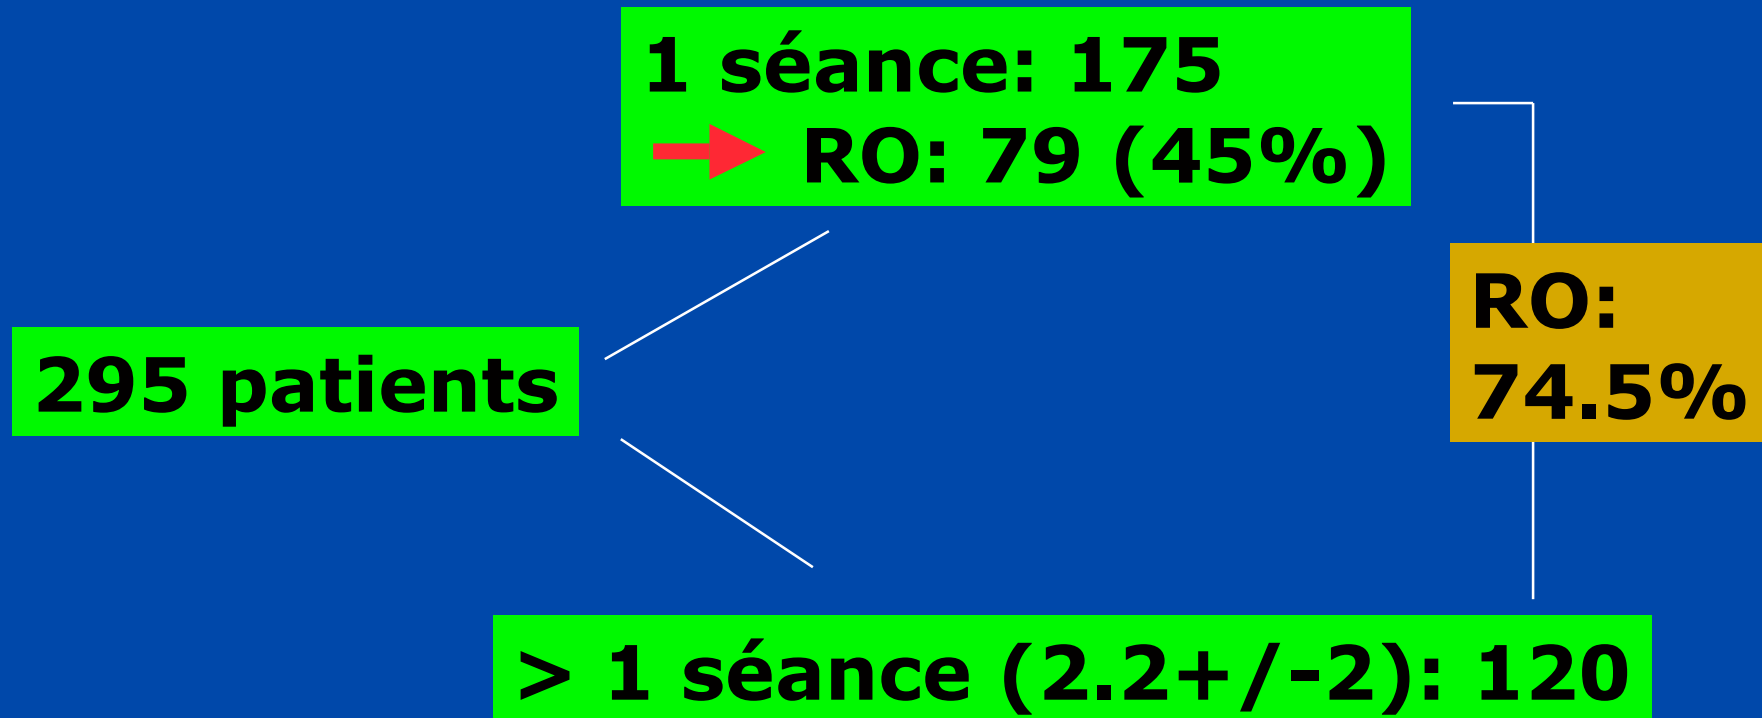 1 séance: 175
RO: 79 (45%)
RO:
74.5%
295 patients
> 1 séance (2.2+/-2): 120